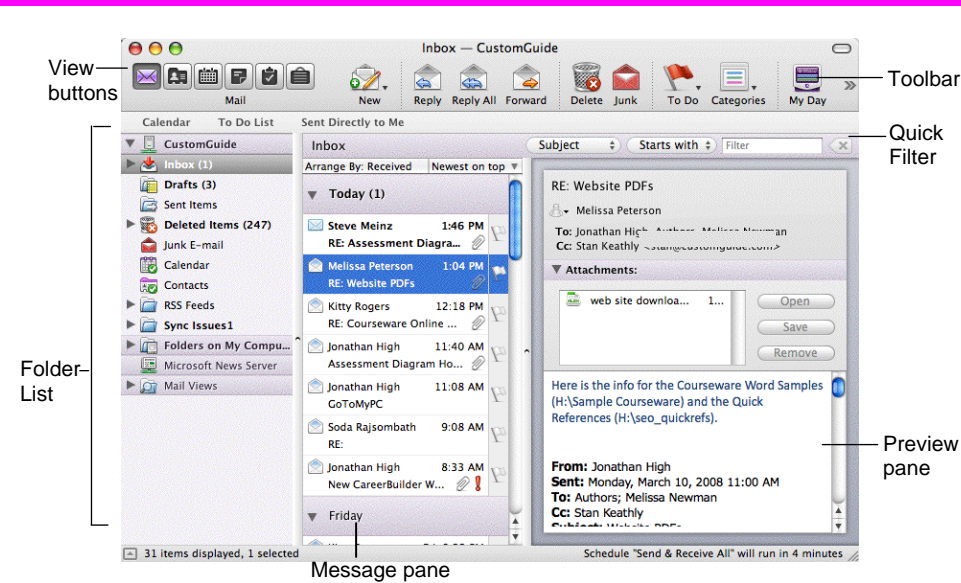 Inbox — CustomGuide
View buttons
Mail
New
Reply
Reply All
Forward
Delete
Junk
To Do
Categories
My Day
»
Toolbar
Calendar
To Do List
Sent Directly to Me
Quick Filter
CustomGuide
Inbox (1)
Drafts (3)
Sent Items
Deleted Items (247)
Junk E-mail
Calendar
Contacts
RSS Feeds
Sync Issues1
Folders on My Compu...
Microsoft News Server
Mail Views
Folder List
Inbox
Subject
Starts with
Filter
Arrange By: Received
Newest on top
Today (1)
Steve Meinz 1:46 PM
RE: Assessment Diagra...
Melissa Peterson 1:04 PM
RE: Website PDFs
Kitty Rogers 12:18 PM
RE: Courseware Online ...
Jonathan High 11:40 AM
Assessment Diagram Ho...
Jonathan High 11:08 AM
GoToMyPC
Soda Rajsombath 9:08 AM
RE:
Jonathan High 8:33 AM
New CareerBuilder W...
Friday
RE: Website PDFs
Melissa Peterson
To: Jonathan High, Authors, Melissa Newman
Cc: Stan Keathly <stan@customguide.com>
Attachments:
web site downloa... 1...
Open
Save
Remove
Here is the info for the Courseware Word Samples
(H:\Sample Courseware) and the Quick
References (H:\seo_quickrefs).
From: Jonathan High
Sent: Monday, March 10, 2008 11:00 AM
To: Authors; Melissa Newman
Cc: Stan Keathly
Subject: Website PDFs
Preview pane
31 items displayed, 1 selected
Schedule "Send & Receive All" will run in 4 minutes
Message pane